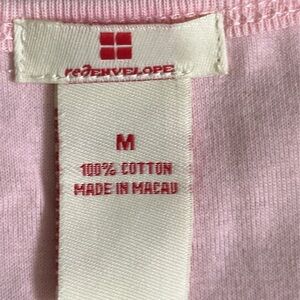 redENVELOPE
M
100% COTTON
MADE IN MACAU